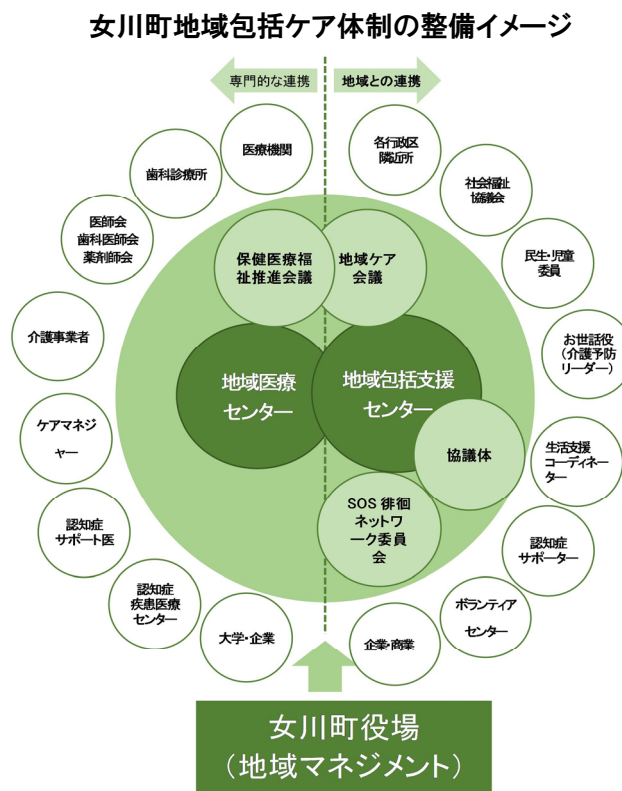 女川町地域包括ケア体制の整備イメージ
専門的な連携
地域との連携
医療機関
各行政区
隣近所
歯科診療所
社会福祉
協議会
医師会
歯科医師会
薬剤師会
保健医療福
祉推進会議
地域ケア
会議
民生・児童
委員
介護事業者
お世話役
（介護予防
リーダー）
地域医療
センター
地域包括支援
センター
ケアマネジ
ャー
協議体
生活支援
コーディネー
ター
認知症
サポート医
SOS 徘徊
ネットワ
ーク委員
会
認知症
サポーター
認知症
疾患医療
センター
ボランティア
センター
大学・企業
企業・商業
女川町役場
（地域マネジメント）